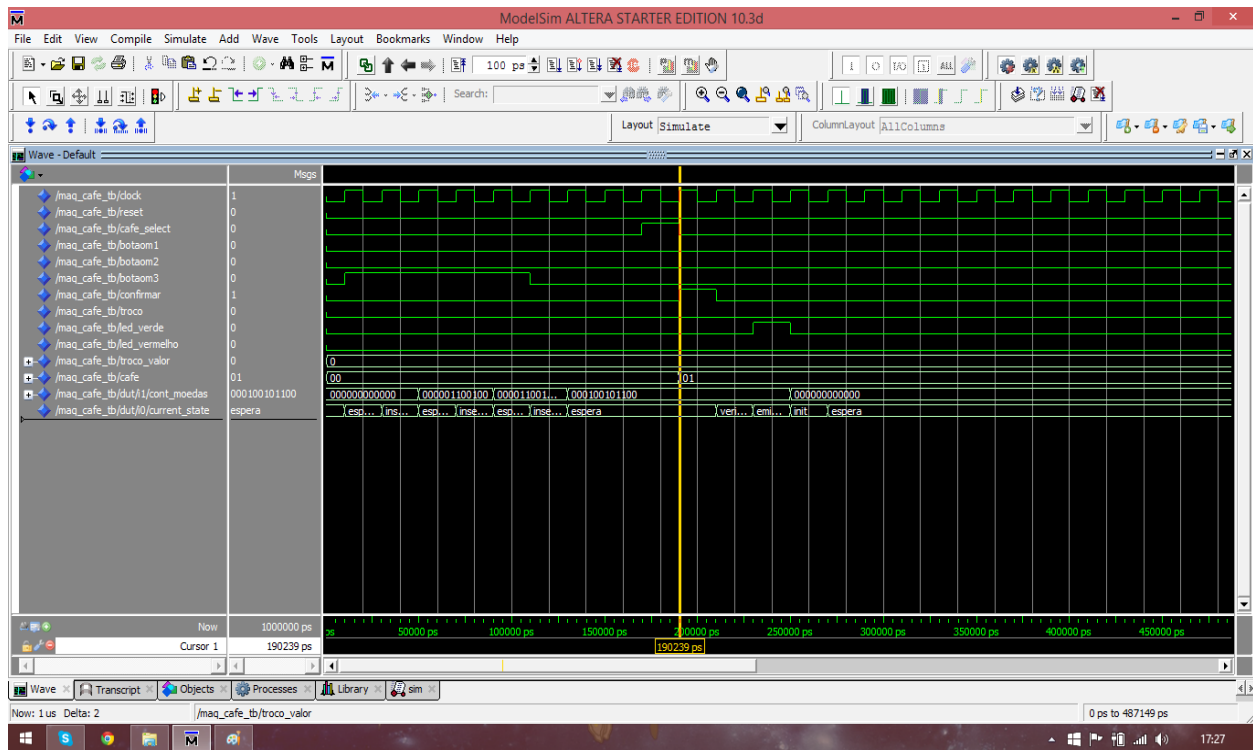 M
ModelSim ALTERA STARTER EDITION 10.3d
File Edit View Compile Simulate Add Wave Tools Layout Bookmarks Window Help
100 ps
Search:
Layout Simulate
ColumnLayout AllColumns
Wave - Default
Msgs
/maq_cafe_tb/clock 1
/maq_cafe_tb/reset 0
/maq_cafe_tb/cafe_select 0
/maq_cafe_tb/botaom1 0
/maq_cafe_tb/botaom2 0
/maq_cafe_tb/botaom3 0
/maq_cafe_tb/confirmar 1
/maq_cafe_tb/troco 0
/maq_cafe_tb/led_verde 0
/maq_cafe_tb/led_vermelho 0
/maq_cafe_tb/troco_valor 0 0
/maq_cafe_tb/cafe 01 00 01
/maq_cafe_tb/dut/i1/cont_moedas 000100101100 000000000000 000001100100 000011001... 000100101100 000000000000
/maq_cafe_tb/dut/i0/current_state espera esp... ins... esp... inse... esp... inse... espera veri... emi... init espera
Now 1000000 ps ps 50000 ps 100000 ps 150000 ps 200000 ps 250000 ps 300000 ps 350000 ps 400000 ps 450000 ps
Cursor 1 190239 ps 190239 ps
Wave Transcript Objects Processes Library sim
Now: 1 us Delta: 2 /maq_cafe_tb/troco_valor 0 ps to 487149 ps
17:27